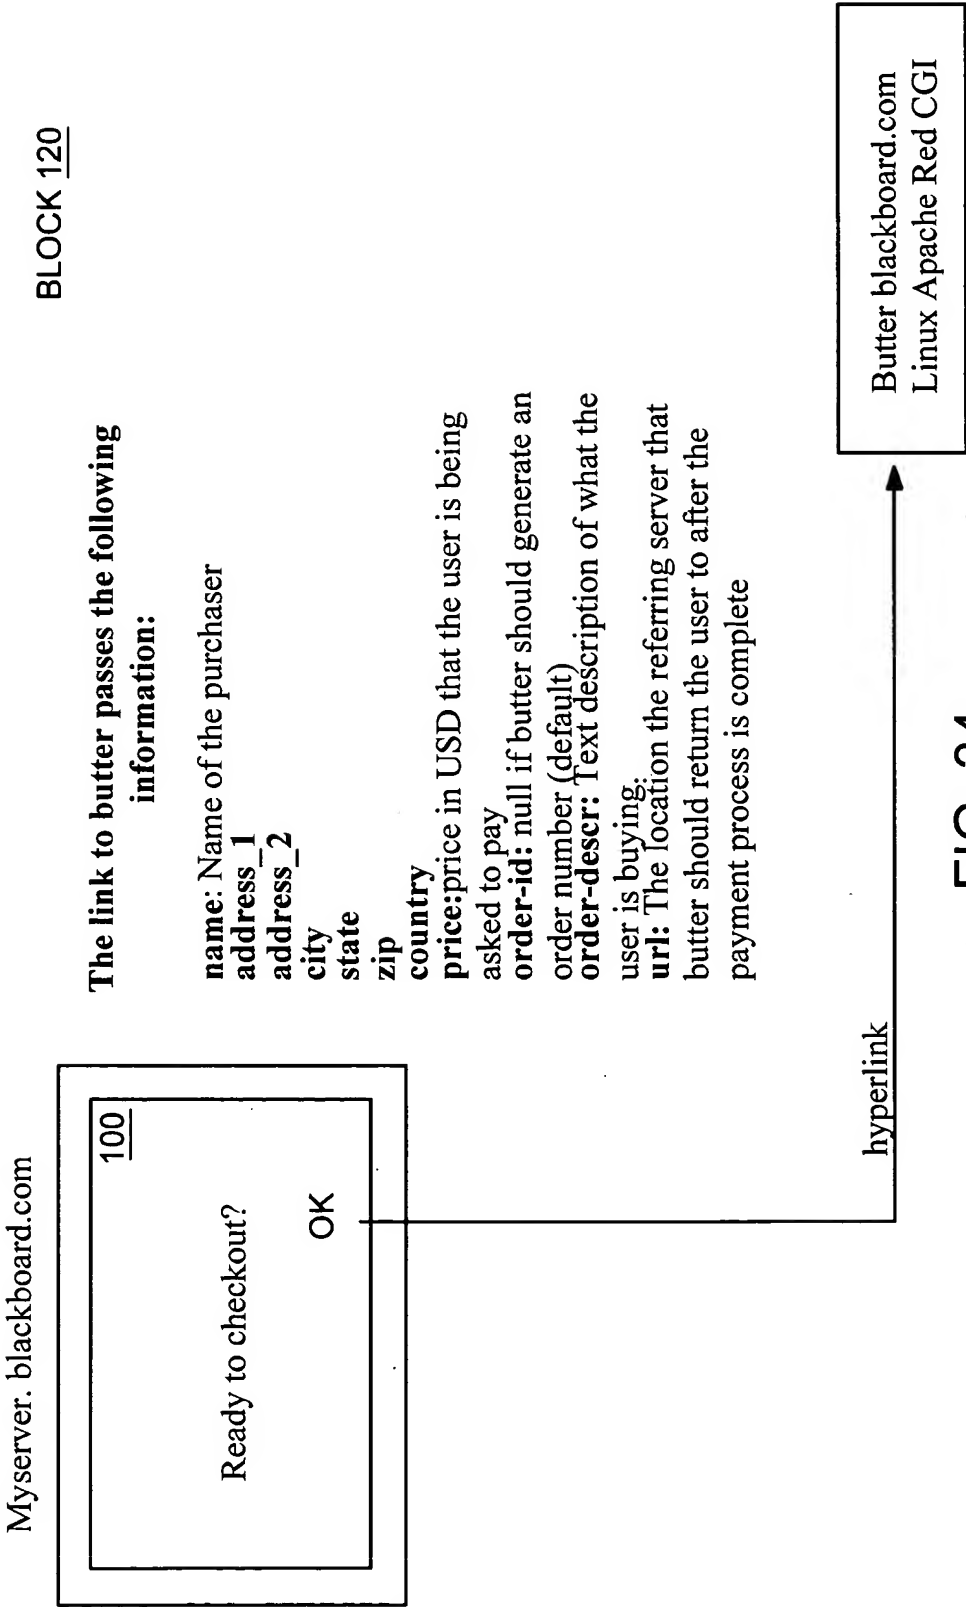 Myserver. blackboard.com
BLOCK 120
100
Ready to checkout?
OK
The link to butter passes the following
information:
name: Name of the purchaser
address_1
address_2
city
state
zip
country
price:price in USD that the user is being
asked to pay
order-id: null if butter should generate an
order number (default)
order-descr: Text description of what the
user is buying.
url: The location the referring server that
butter should return the user to after the
payment process is complete
hyperlink
Butter blackboard.com
Linux Apache Red CGI